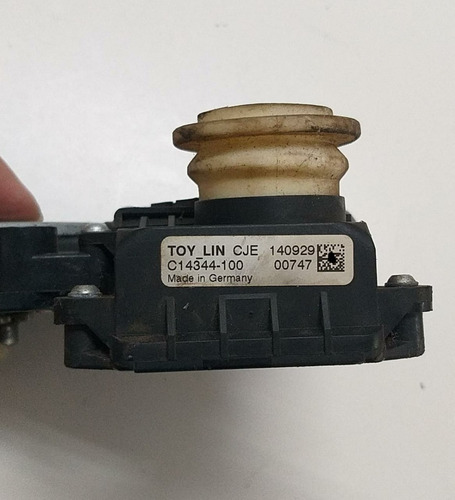 TOY_LIN CJE 140929
C14344-100 00747
Made in Germany